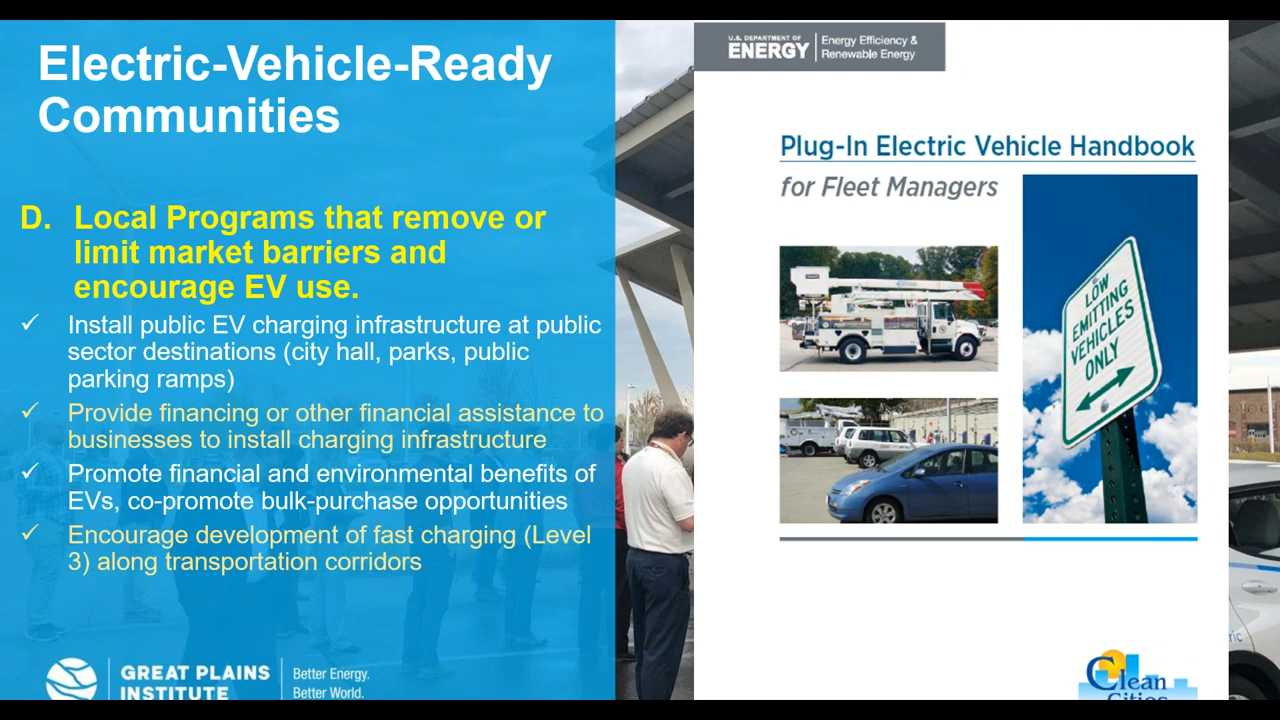 Electric-Vehicle-Ready
Communities
D. Local Programs that remove or
limit market barriers and
encourage EV use.
✓ Install public EV charging infrastructure at public
sector destinations (city hall, parks, public
parking ramps)
✓ Provide financing or other financial assistance to
businesses to install charging infrastructure
✓ Promote financial and environmental benefits of
EVs, co-promote bulk-purchase opportunities
✓ Encourage development of fast charging (Level
3) along transportation corridors
GREAT PLAINS
INSTITUTE
Better Energy.
Better World.
U.S. DEPARTMENT OF
ENERGY
Energy Efficiency &
Renewable Energy
Plug-In Electric Vehicle Handbook
for Fleet Managers
LOW
EMITTING
VEHICLES
ONLY
Clean
Cities